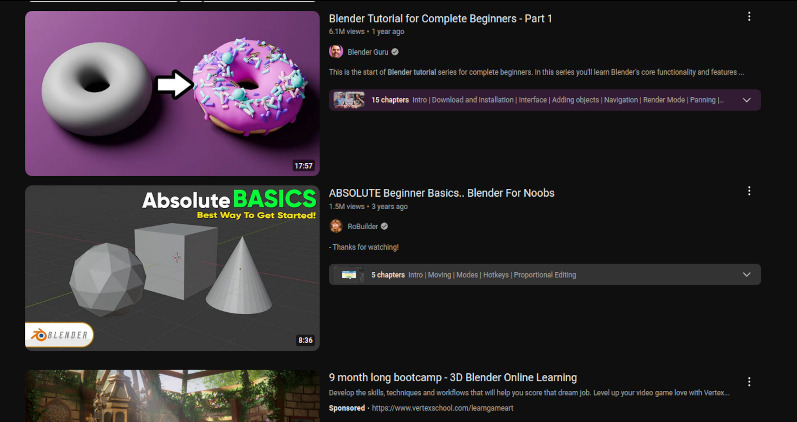 Blender Tutorial for Complete Beginners - Part 1
6.1M views • 1 year ago
Blender Guru
This is the start of Blender tutorial series for complete beginners. In this series you'll learn Blender's core functionality and features ...
15 chapters Intro | Download and Installation | Interface | Adding objects | Navigation | Render Mode | Panning |...
17:57
Absolute BASICS
Best Way To Get Started!
BLENDER
8:36
ABSOLUTE Beginner Basics.. Blender For Noobs
1.5M views • 3 years ago
RoBuilder
- Thanks for watching!
5 chapters Intro | Moving | Modes | Hotkeys | Proportional Editing
9 month long bootcamp - 3D Blender Online Learning
Develop the skills, techniques and workflows that will help you score that dream job. Level up your video game love with Vertex...
Sponsored • https://www.vertexschool.com/learngameart